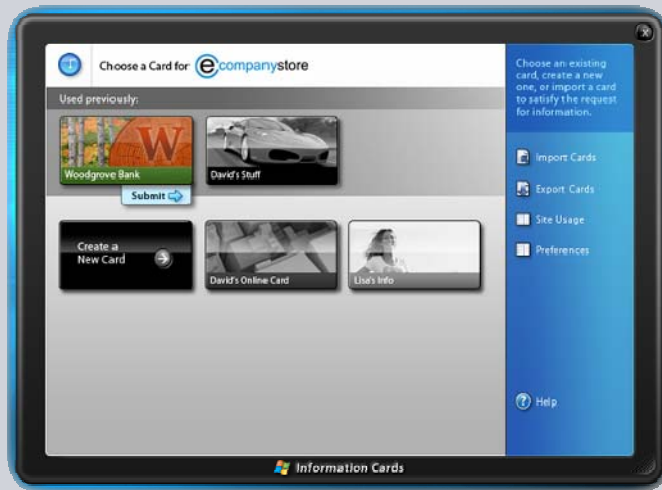 X
Choose a Card for ecompanystore
Used previously:
W
Woodgrove Bank
David's Stuff
Submit
Create a
New Card
David's Online Card
Lisa's Info
Choose an existing
card, create a new
one, or import a card
to satisfy the request
for information.
Import Cards
Export Cards
Site Usage
Preferences
? Help
Information Cards